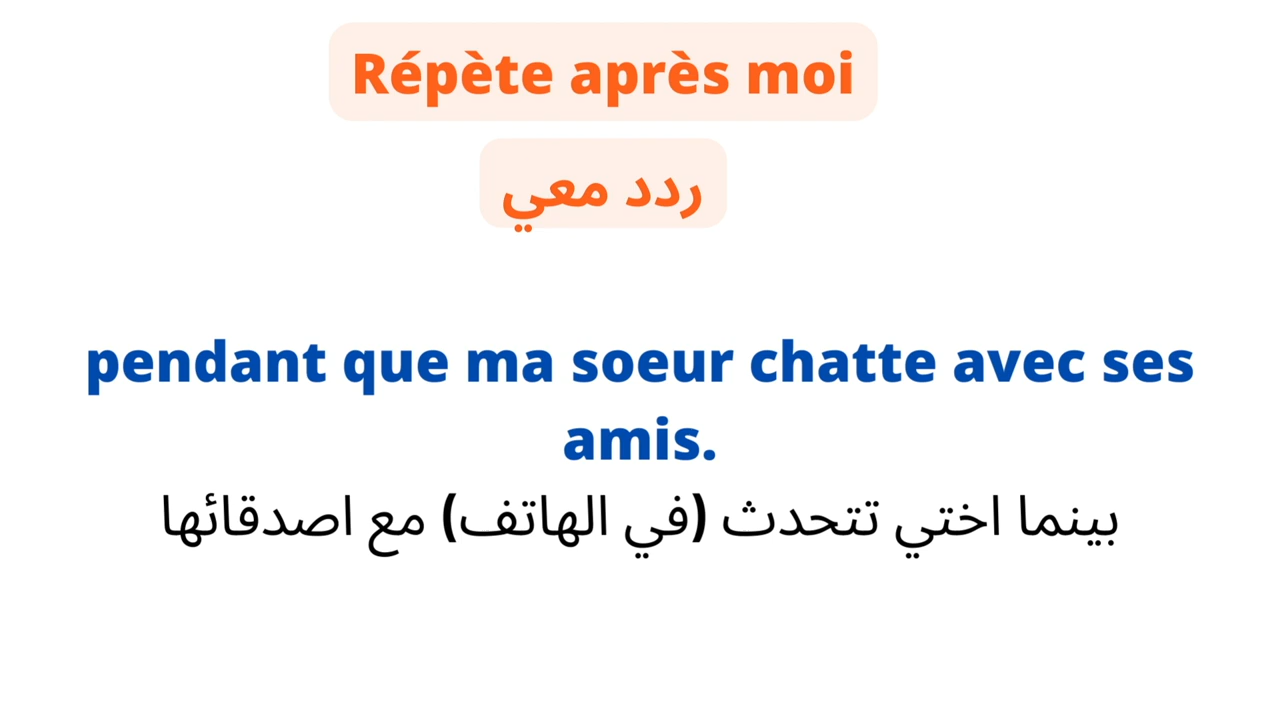 Répète après moi
ردد معي
pendant que ma soeur chatte avec ses
amis.
بينما اختي تتحدث (في الهاتف) مع اصدقائها